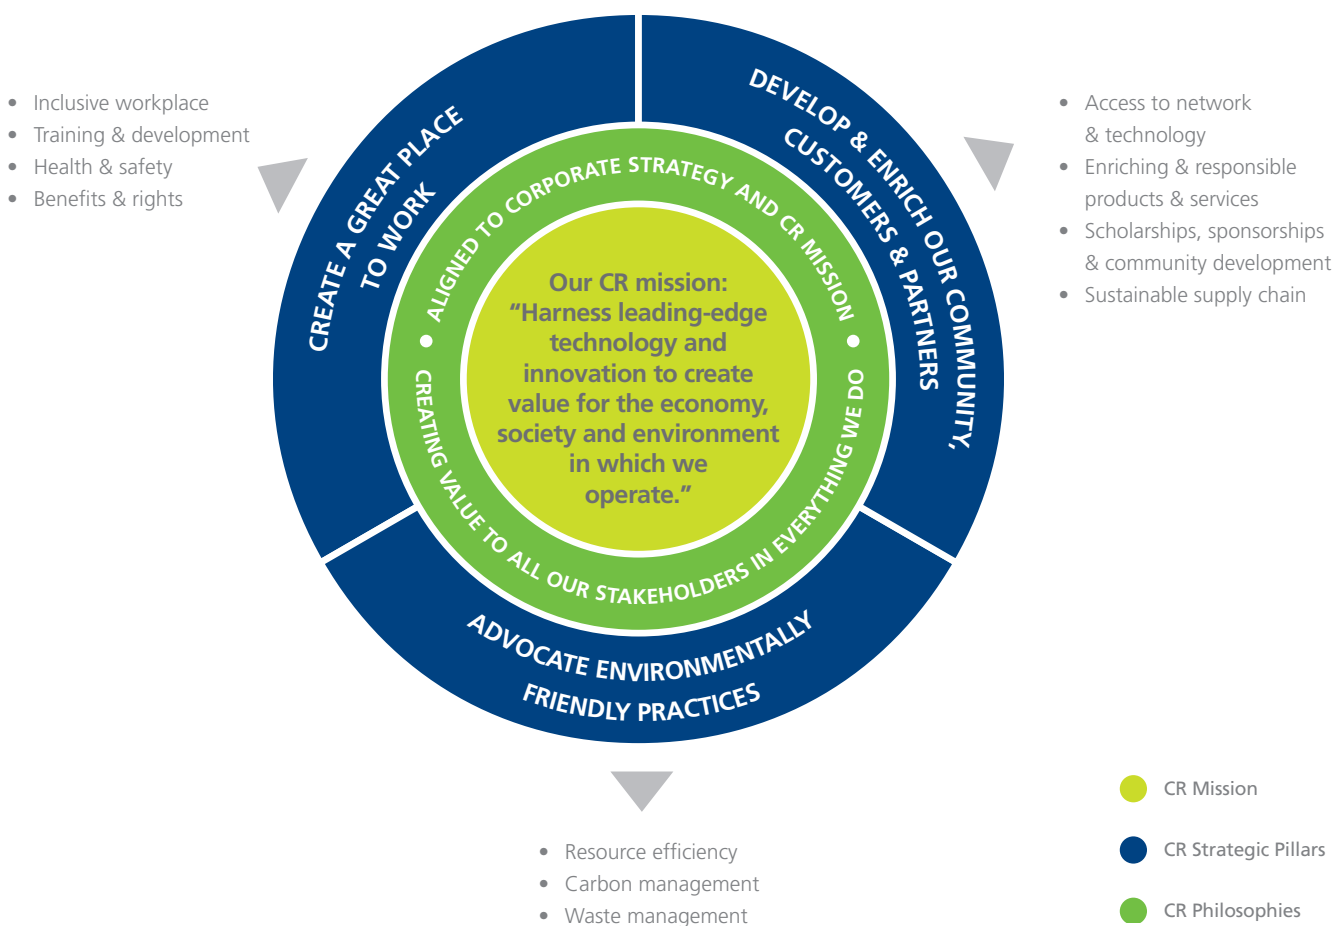 • Inclusive workplace
• Training & development
• Health & safety
• Benefits & rights
CREATE A GREAT PLACE
TO WORK
DEVELOP & ENRICH OUR COMMUNITY,
CUSTOMERS & PARTNERS
• Access to network
& technology
• Enriching & responsible
products & services
• Scholarships, sponsorships
& community development
• Sustainable supply chain
ALIGNED TO CORPORATE STRATEGY AND CR MISSION
Our CR mission:
“Harness leading-edge
technology and
innovation to create
value for the economy,
society and environment
in which we
operate.”
CREATING VALUE TO ALL OUR STAKEHOLDERS IN EVERYTHING WE DO
ADVOCATE ENVIRONMENTALLY
FRIENDLY PRACTICES
• Resource efficiency
• Carbon management
• Waste management
CR Mission
CR Strategic Pillars
CR Philosophies